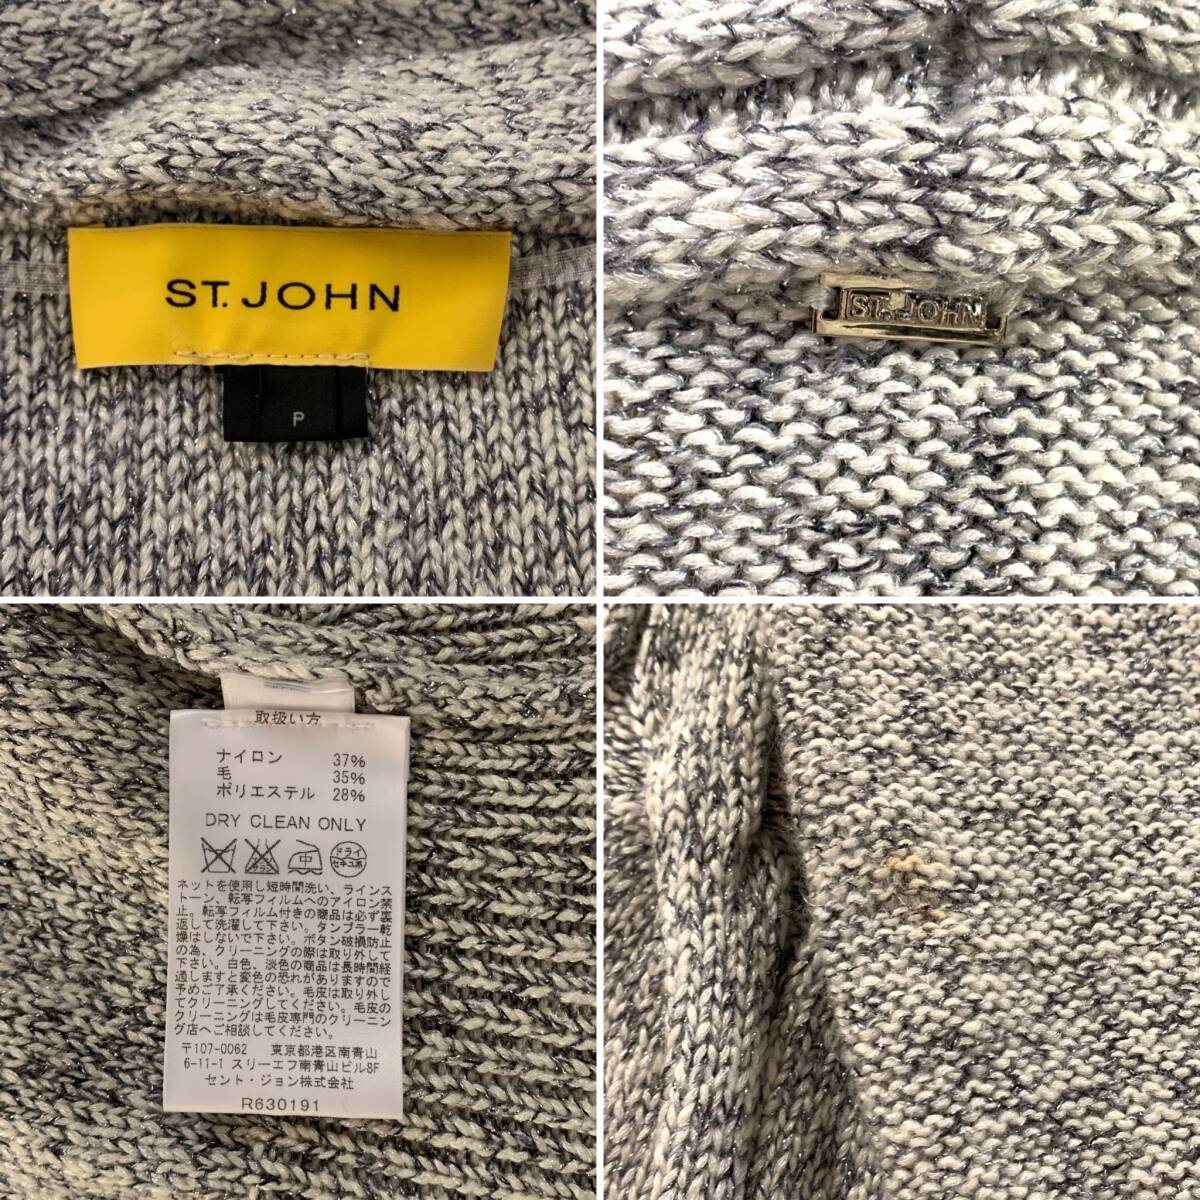 ST. JOHN
P
ST. JOHN
取扱い方
ナイロン 37%
毛 35%
ポリエステル 28%
DRY CLEAN ONLY
ドライ
セキユ系
ネットを使用し短時間洗い、ラインス
トーン、転写フィルムへのアイロン禁
止。転写フィルム付きの商品は必ず裏
返して洗濯して下さい。タンブラー乾
燥はしないで下さい。ボタン破損防止
の為、クリーニングの際は取り外して
下さい。白色、淡色の商品は長時間経
過しますと変色の恐れがありますので
予めご了承ください。毛皮は取り外し
てクリーニングしてください。毛皮の
クリーニングは毛皮専門のクリーニン
グ店へご相談してください。
〒107-0062 東京都港区南青山
6-11-1 スリーエフ南青山ビル8F
セント・ジョン株式会社
R630191